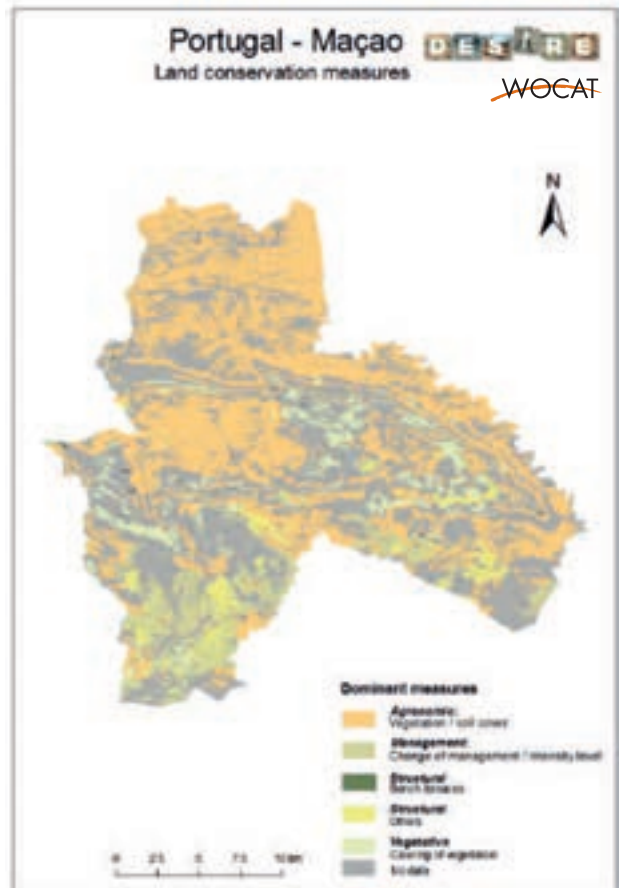 Portugal - Maçao DESIRE
Land conservation measures
WOCAT
N
Dominant measures
Agronomic:
Vegetation / soil cover
Management:
Change of management / intensity level
Structural
Bench terraces
Structural
Others
Vegetative
Clearing of vegetation
No data
0 2.5 5 7.5 10 km